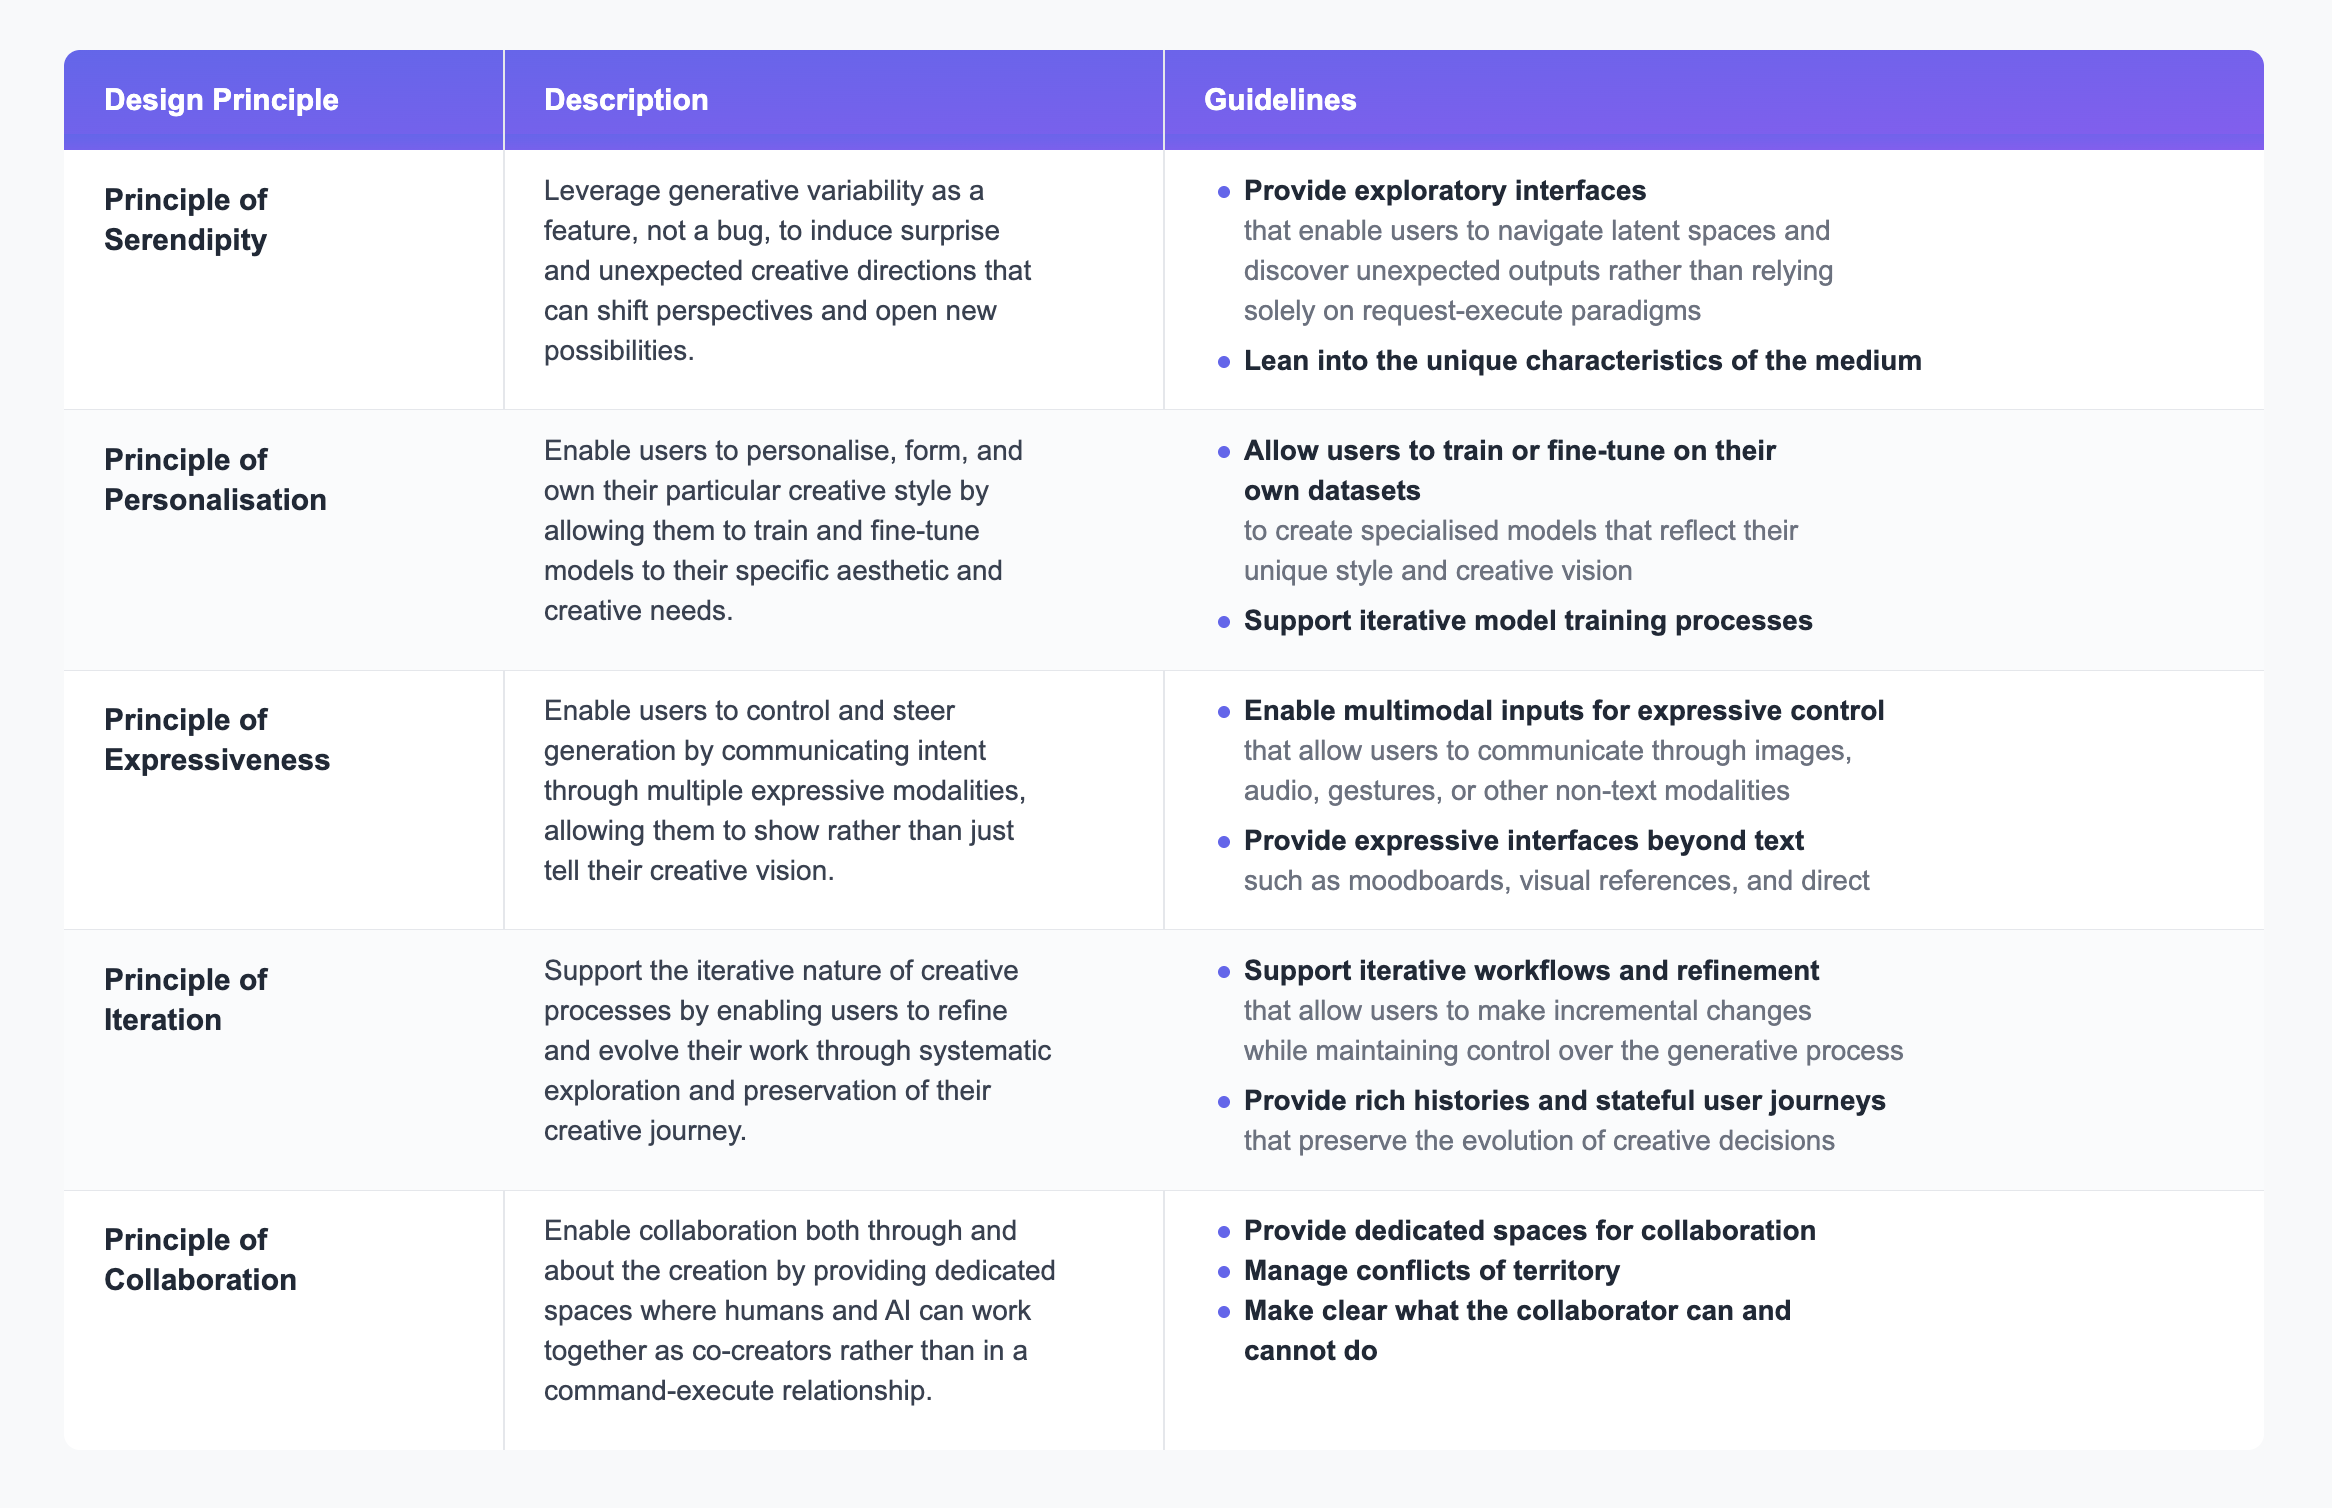 Design Principle
Description
Guidelines
Principle of
Serendipity
Leverage generative variability as a
feature, not a bug, to induce surprise
and unexpected creative directions that
can shift perspectives and open new
possibilities.
Provide exploratory interfaces
that enable users to navigate latent spaces and
discover unexpected outputs rather than relying
solely on request-execute paradigms
Lean into the unique characteristics of the medium
Principle of
Personalisation
Enable users to personalise, form, and
own their particular creative style by
allowing them to train and fine-tune
models to their specific aesthetic and
creative needs.
Allow users to train or fine-tune on their
own datasets
to create specialised models that reflect their
unique style and creative vision
Support iterative model training processes
Principle of
Expressiveness
Enable users to control and steer
generation by communicating intent
through multiple expressive modalities,
allowing them to show rather than just
tell their creative vision.
Enable multimodal inputs for expressive control
that allow users to communicate through images,
audio, gestures, or other non-text modalities
Provide expressive interfaces beyond text
such as moodboards, visual references, and direct
Principle of
Iteration
Support the iterative nature of creative
processes by enabling users to refine
and evolve their work through systematic
exploration and preservation of their
creative journey.
Support iterative workflows and refinement
that allow users to make incremental changes
while maintaining control over the generative process
Provide rich histories and stateful user journeys
that preserve the evolution of creative decisions
Principle of
Collaboration
Enable collaboration both through and
about the creation by providing dedicated
spaces where humans and AI can work
together as co-creators rather than in a
command-execute relationship.
Provide dedicated spaces for collaboration
Manage conflicts of territory
Make clear what the collaborator can and
cannot do